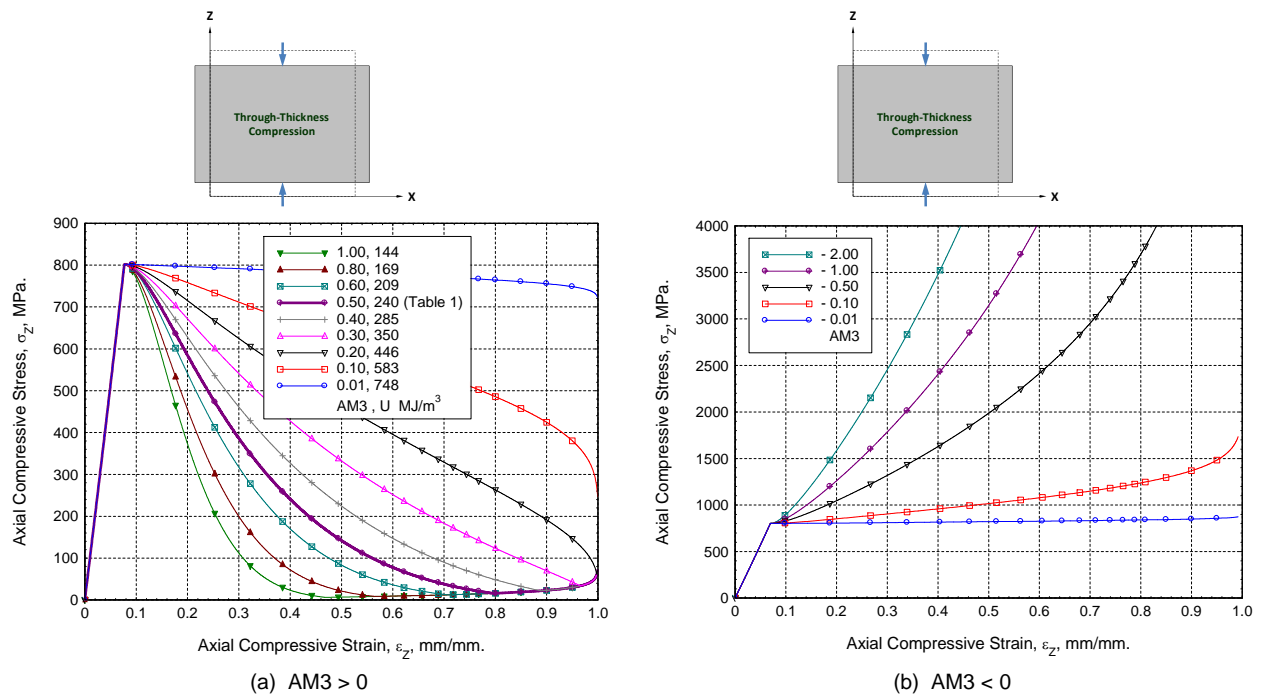 Z
Through-Thickness
Compression
X
900
800
700
600
500
400
300
200
100
0
0 0.1 0.2 0.3 0.4 0.5 0.6 0.7 0.8 0.9 1.0
Axial Compressive Stress, σZ, MPa.
1.00, 144
0.80, 169
0.60, 209
0.50, 240 (Table 1)
0.40, 285
0.30, 350
0.20, 446
0.10, 583
0.01, 748
AM3 , U MJ/m³
Axial Compressive Strain, εZ, mm/mm.
(a) AM3 > 0
Z
Through-Thickness
Compression
X
4000
3500
3000
2500
2000
1500
1000
500
0
0 0.1 0.2 0.3 0.4 0.5 0.6 0.7 0.8 0.9 1.0
Axial Compressive Stress, σZ, MPa.
- 2.00
- 1.00
- 0.50
- 0.10
- 0.01
AM3
Axial Compressive Strain, εZ, mm/mm.
(b) AM3 < 0